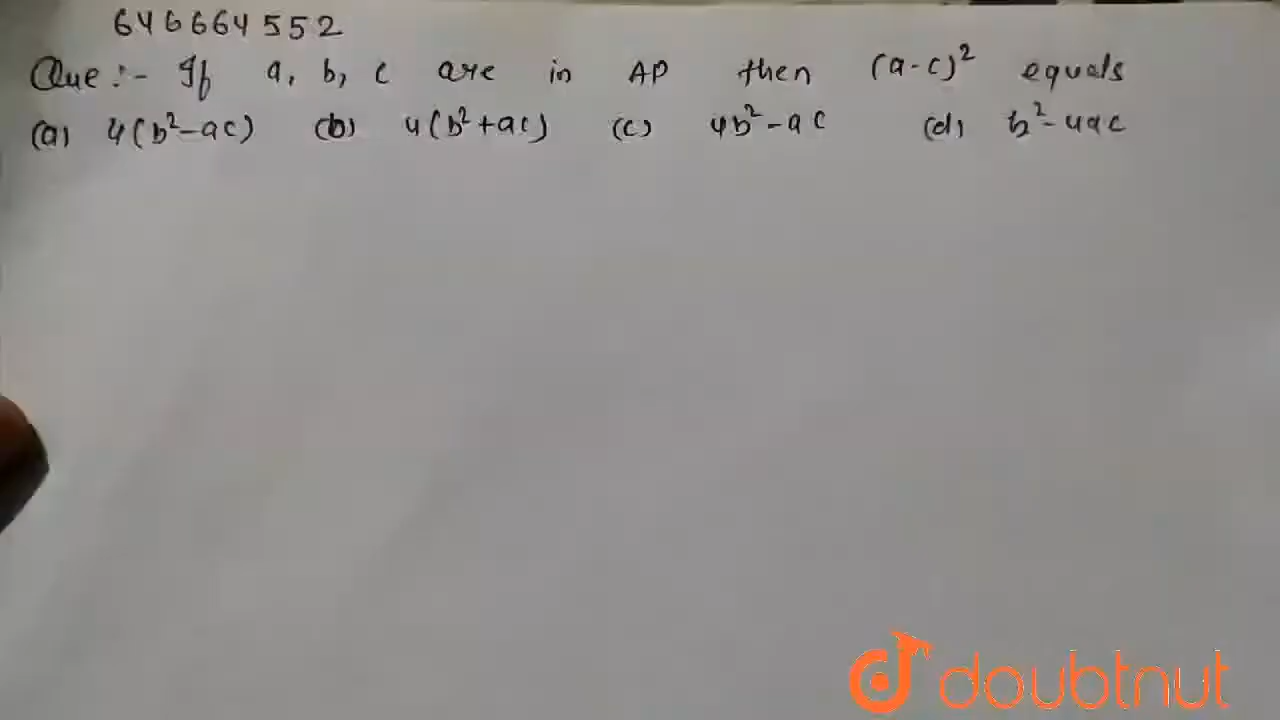 646664552
Que :- If a, b, c are in AP then (a-c)² equals
(a) 4(b²-ac) (b) 4(b²+ac) (c) 4b²-ac (d) b²-4ac
doubtnut